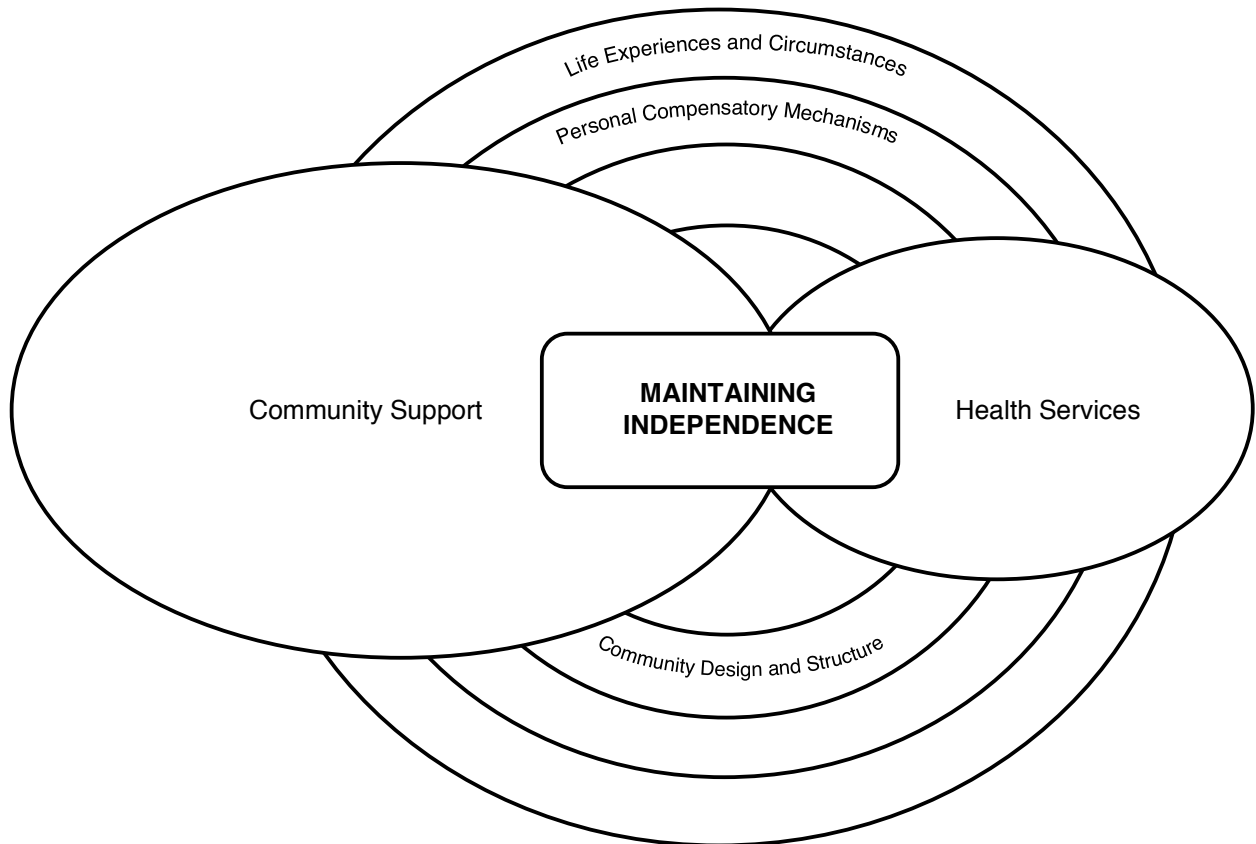 Life Experiences and Circumstances
Personal Compensatory Mechanisms
Community Support
MAINTAINING
INDEPENDENCE
Health Services
Community Design and Structure